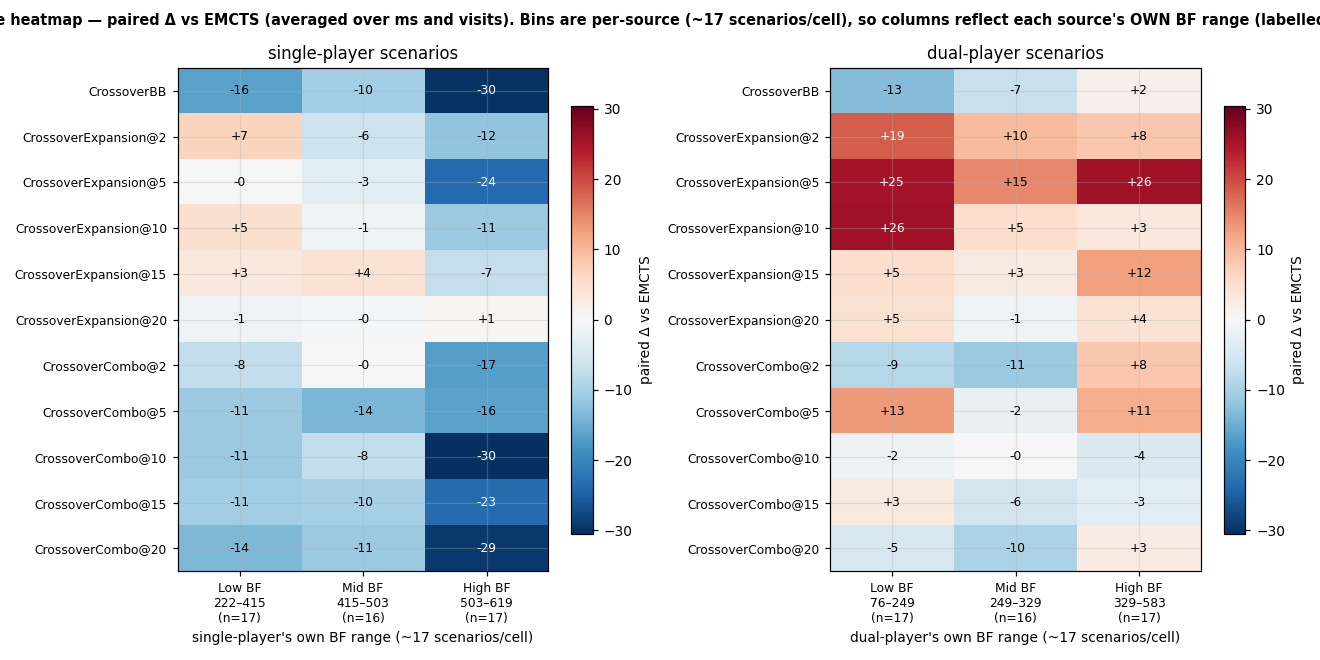 e heatmap — paired Δ vs EMCTS (averaged over ms and visits). Bins are per-source (~17 scenarios/cell), so columns reflect each source's OWN BF range (labelled
single-player scenarios
CrossoverBB -16 -10 -30
CrossoverExpansion@2 +7 -6 -12
CrossoverExpansion@5 -0 -3 -24
CrossoverExpansion@10 +5 -1 -11
CrossoverExpansion@15 +3 +4 -7
CrossoverExpansion@20 -1 -0 +1
CrossoverCombo@2 -8 -0 -17
CrossoverCombo@5 -11 -14 -16
CrossoverCombo@10 -11 -8 -30
CrossoverCombo@15 -11 -10 -23
CrossoverCombo@20 -14 -11 -29
Low BF Mid BF High BF
222–415 415–503 503–619
(n=17) (n=16) (n=17)
single-player's own BF range (~17 scenarios/cell)
30
20
10
0
−10
−20
−30
paired Δ vs EMCTS
dual-player scenarios
CrossoverBB -13 -7 +2
CrossoverExpansion@2 +19 +10 +8
CrossoverExpansion@5 +25 +15 +26
CrossoverExpansion@10 +26 +5 +3
CrossoverExpansion@15 +5 +3 +12
CrossoverExpansion@20 +5 -1 +4
CrossoverCombo@2 -9 -11 +8
CrossoverCombo@5 +13 -2 +11
CrossoverCombo@10 -2 -0 -4
CrossoverCombo@15 +3 -6 -3
CrossoverCombo@20 -5 -10 +3
Low BF Mid BF High BF
76–249 249–329 329–583
(n=17) (n=16) (n=17)
dual-player's own BF range (~17 scenarios/cell)
30
20
10
0
−10
−20
−30
paired Δ vs EMCTS